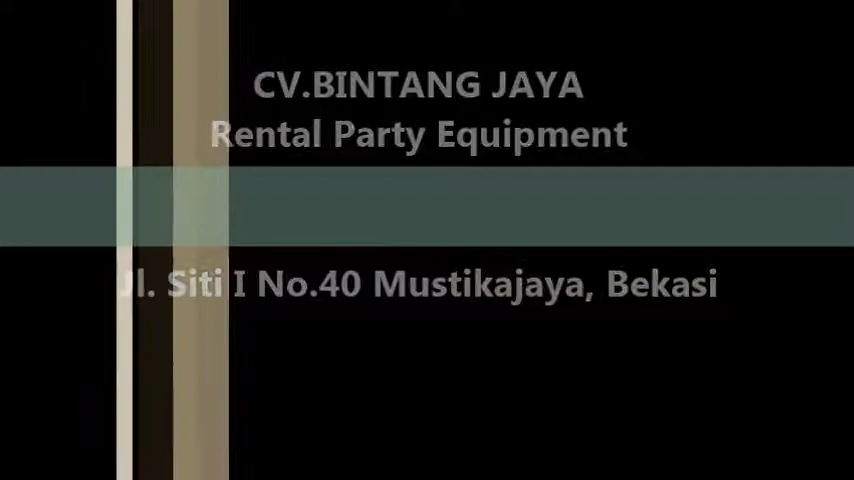 CV.BINTANG JAYA
Rental Party Equipment
Jl. Siti I No.40 Mustikajaya, Bekasi